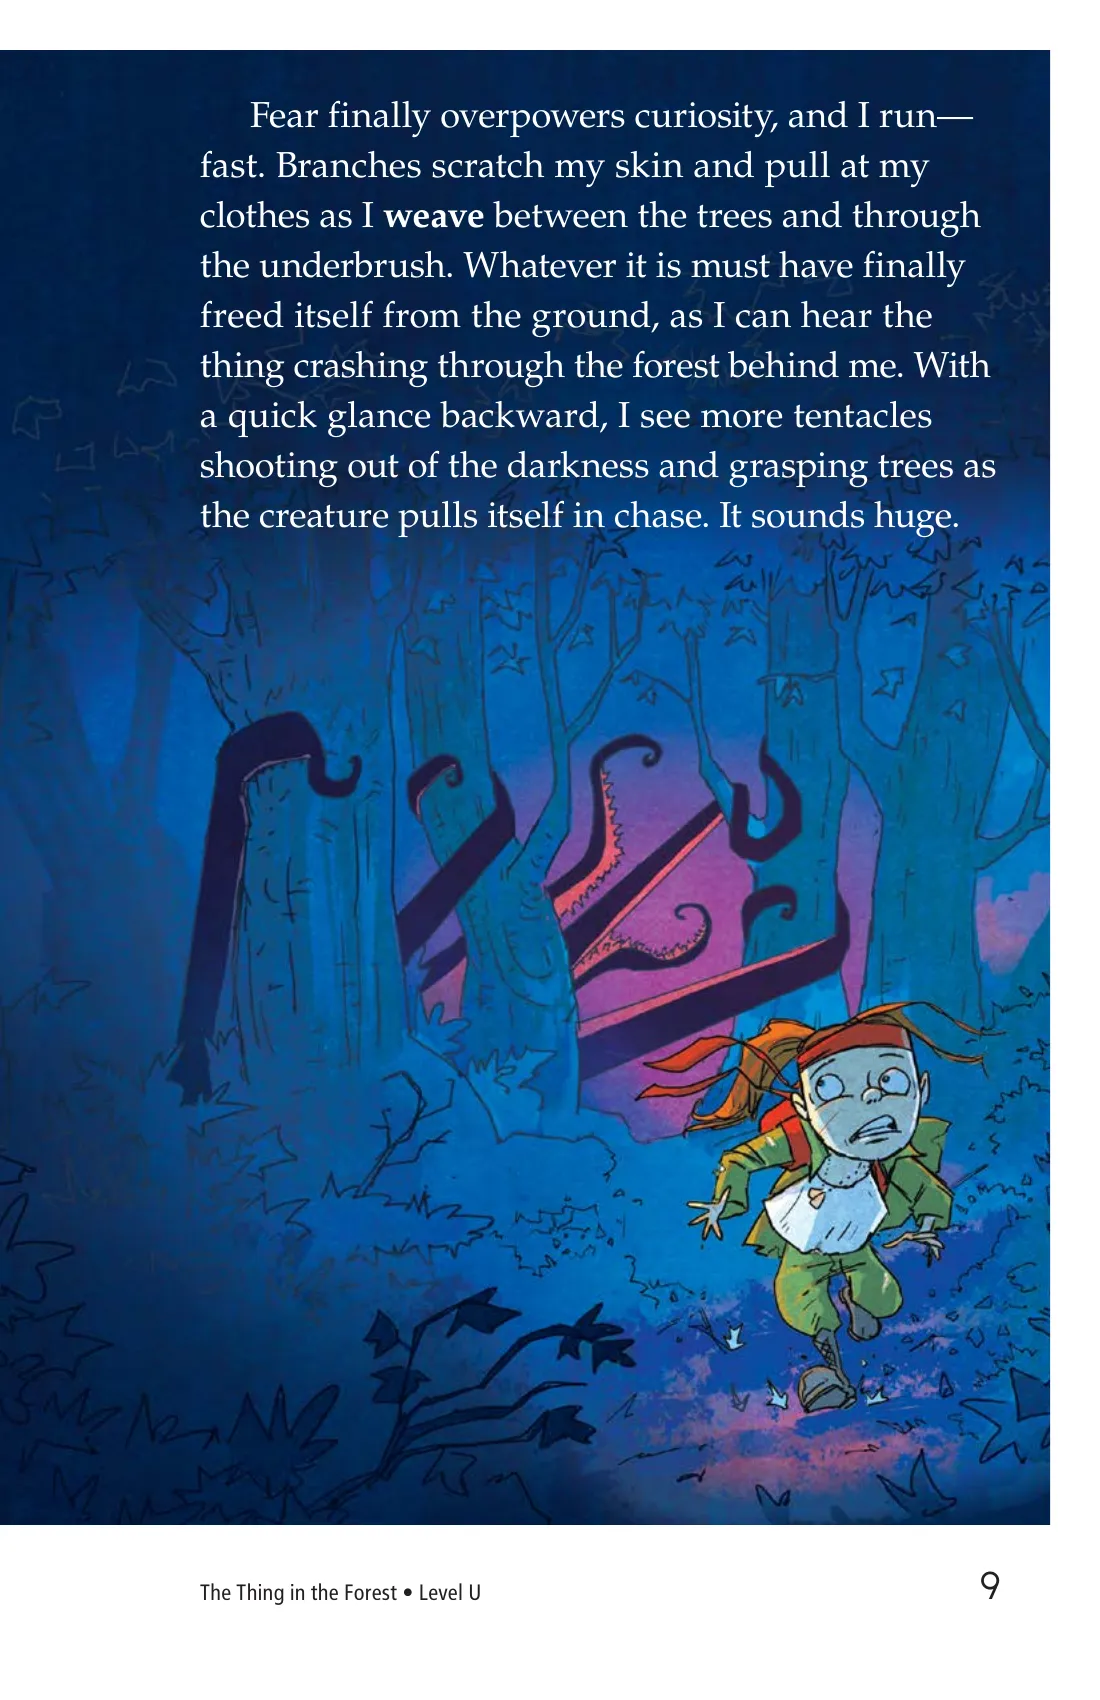 Fear finally overpowers curiosity, and I run—
fast. Branches scratch my skin and pull at my
clothes as I weave between the trees and through
the underbrush. Whatever it is must have finally
freed itself from the ground, as I can hear the
thing crashing through the forest behind me. With
a quick glance backward, I see more tentacles
shooting out of the darkness and grasping trees as
the creature pulls itself in chase. It sounds huge.
The Thing in the Forest • Level U
9